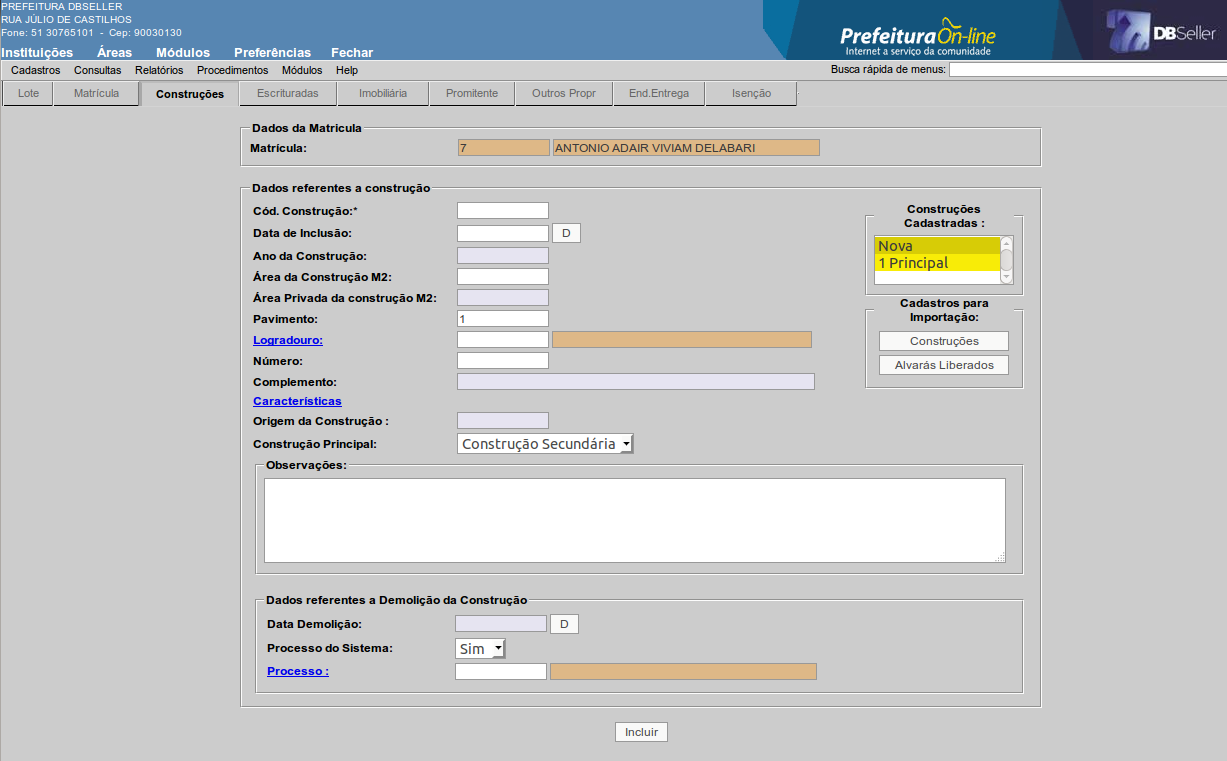 PREFEITURA DBSELLER
RUA JÚLIO DE CASTILHOS
Fone: 51 30765101 - Cep: 90030130
PrefeituraOn-line
Internet a serviço da comunidade
DBSeller
Instituições Áreas Módulos Preferências Fechar
Cadastros Consultas Relatórios Procedimentos Módulos Help
Busca rápida de menus:
Lote Matrícula Construções Escrituradas Imobiliária Promitente Outros Propr End.Entrega Isenção
Dados da Matricula
Matrícula: 7 ANTONIO ADAIR VIVIAM DELABARI
Dados referentes a construção
Cód. Construção:*
Data de Inclusão: D
Ano da Construção:
Área da Construção M2:
Área Privada da construção M2:
Pavimento: 1
Logradouro:
Número:
Complemento:
Características
Origem da Construção :
Construção Principal: Construção Secundária
Construções
Cadastradas :
Nova
1 Principal
Cadastros para
Importação:
Construções
Alvarás Liberados
Observações:
Dados referentes a Demolição da Construção
Data Demolição: D
Processo do Sistema: Sim
Processo :
Incluir